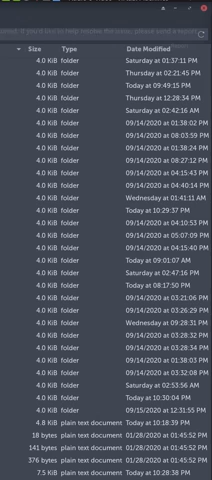 Size Type Date Modified
4.0 KiB folder Saturday at 01:37:11 PM
4.0 KiB folder Thursday at 02:21:45 PM
4.0 KiB folder Today at 09:49:15 PM
4.0 KiB folder Thursday at 12:28:34 PM
4.0 KiB folder Saturday at 02:42:16 AM
4.0 KiB folder 09/14/2020 at 01:38:02 PM
4.0 KiB folder 09/14/2020 at 08:03:59 PM
4.0 KiB folder 09/14/2020 at 01:38:24 PM
4.0 KiB folder 09/14/2020 at 08:27:12 PM
4.0 KiB folder 09/14/2020 at 04:15:43 PM
4.0 KiB folder 09/14/2020 at 04:40:14 PM
4.0 KiB folder Wednesday at 01:41:11 AM
4.0 KiB folder Today at 10:29:37 PM
4.0 KiB folder 09/14/2020 at 04:10:53 PM
4.0 KiB folder 09/14/2020 at 05:07:09 PM
4.0 KiB folder 09/14/2020 at 04:15:40 PM
4.0 KiB folder Today at 09:01:07 AM
4.0 KiB folder Saturday at 02:47:16 PM
4.0 KiB folder Today at 08:17:50 PM
4.0 KiB folder 09/14/2020 at 03:21:06 PM
4.0 KiB folder 09/14/2020 at 03:26:29 PM
4.0 KiB folder Wednesday at 09:28:31 PM
4.0 KiB folder 09/14/2020 at 03:28:32 PM
4.0 KiB folder 09/14/2020 at 03:28:34 PM
4.0 KiB folder 09/14/2020 at 01:38:03 PM
4.0 KiB folder 09/14/2020 at 03:32:08 PM
4.0 KiB folder Saturday at 02:53:56 AM
4.0 KiB folder Today at 10:30:04 PM
4.0 KiB folder 09/15/2020 at 12:31:55 PM
4.8 KiB plain text document Today at 10:18:39 PM
18 bytes plain text document 01/28/2020 at 01:45:52 PM
141 bytes plain text document 01/28/2020 at 01:45:52 PM
376 bytes plain text document 01/28/2020 at 01:45:52 PM
7.5 KiB plain text document Today at 10:28:38 PM